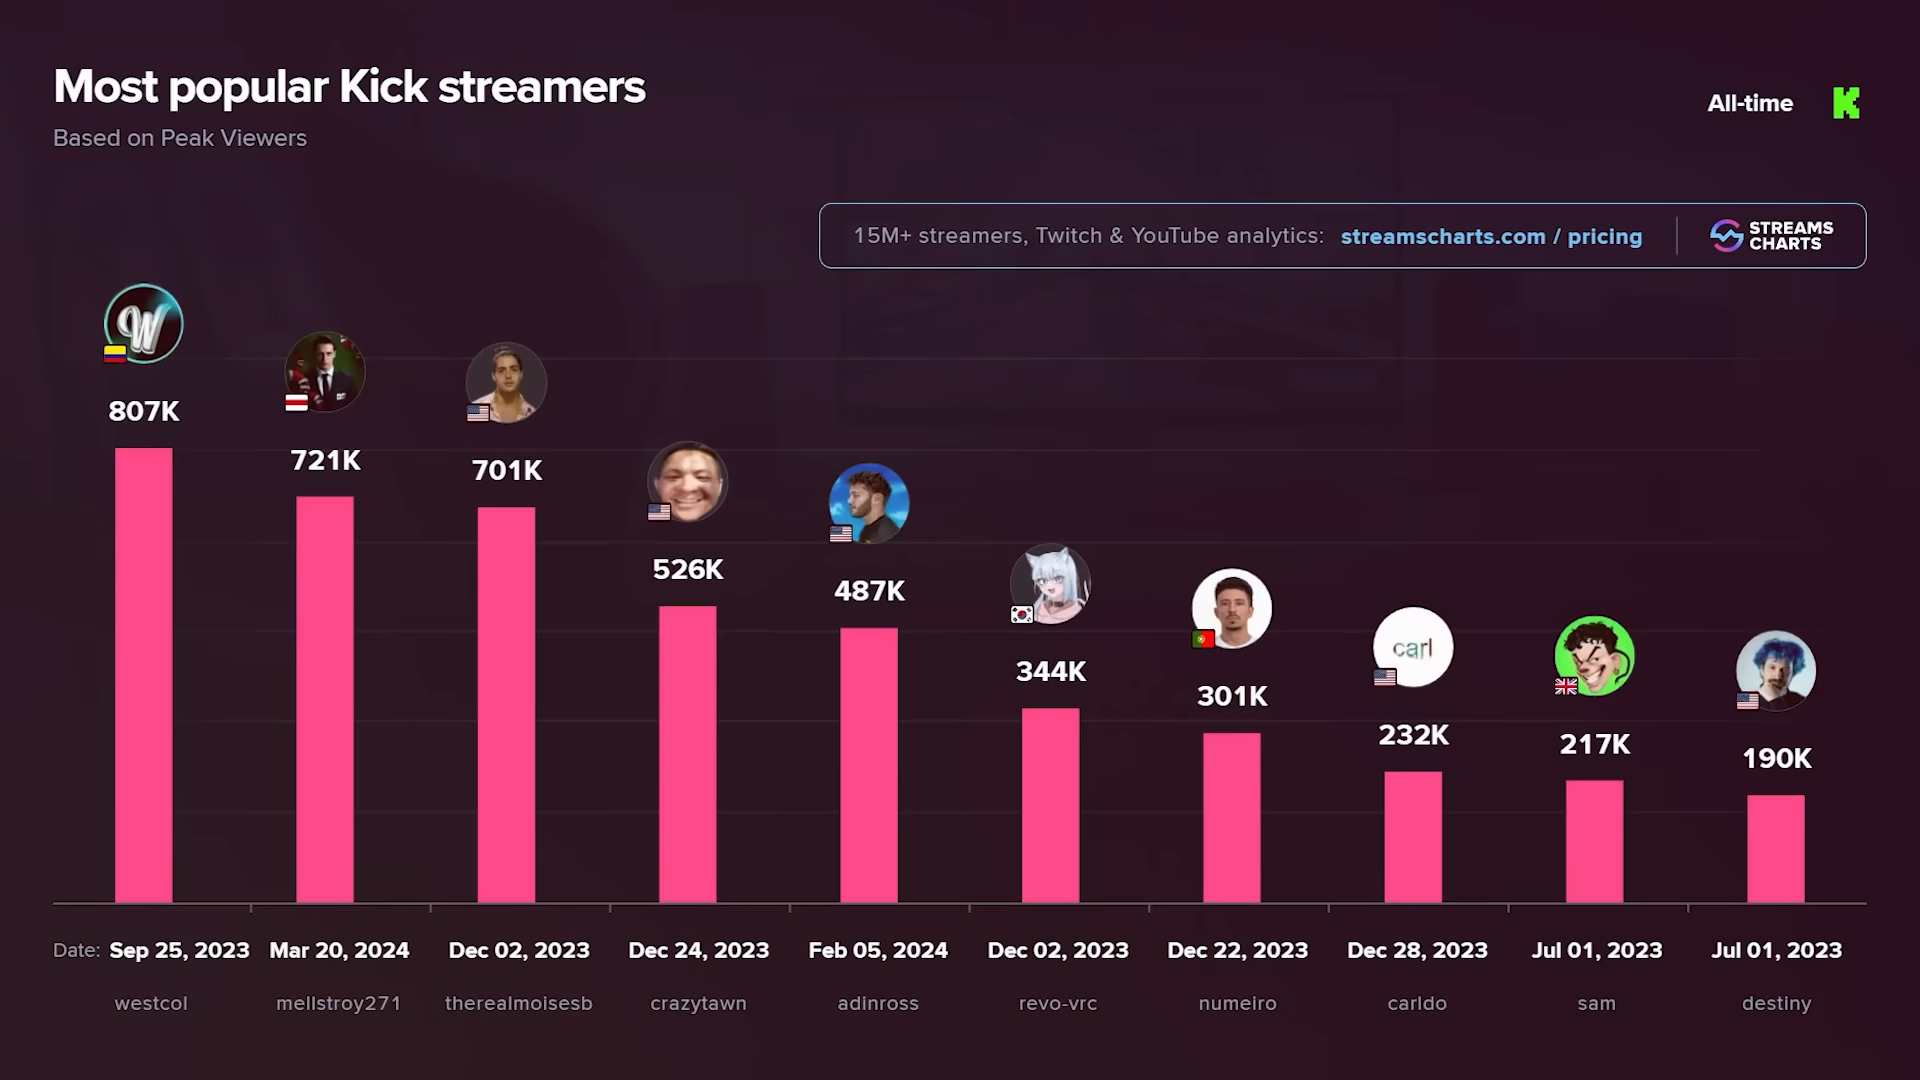 Most popular Kick streamers
Based on Peak Viewers
All-time
15M+ streamers, Twitch & YouTube analytics: streamscharts.com / pricing
STREAMS
CHARTS
807K
721K
701K
526K
487K
344K
301K
232K
217K
190K
carl
Date: Sep 25, 2023 Mar 20, 2024 Dec 02, 2023 Dec 24, 2023 Feb 05, 2024 Dec 02, 2023 Dec 22, 2023 Dec 28, 2023 Jul 01, 2023 Jul 01, 2023
westcol mellstroy271 therealmoisesb crazytawn adinross revo-vrc numeiro carldo sam destiny